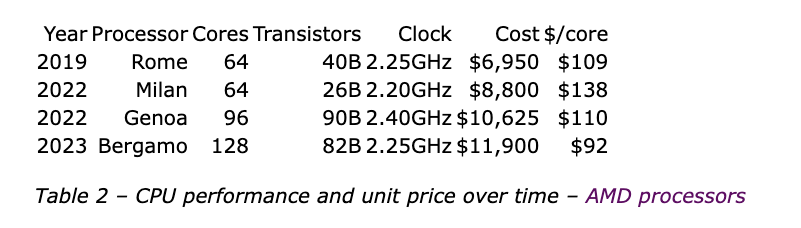 Year Processor Cores Transistors Clock Cost $/core
2019 Rome 64 40B 2.25GHz $6,950 $109
2022 Milan 64 26B 2.20GHz $8,800 $138
2022 Genoa 96 90B 2.40GHz $10,625 $110
2023 Bergamo 128 82B 2.25GHz $11,900 $92
Table 2 – CPU performance and unit price over time – AMD processors